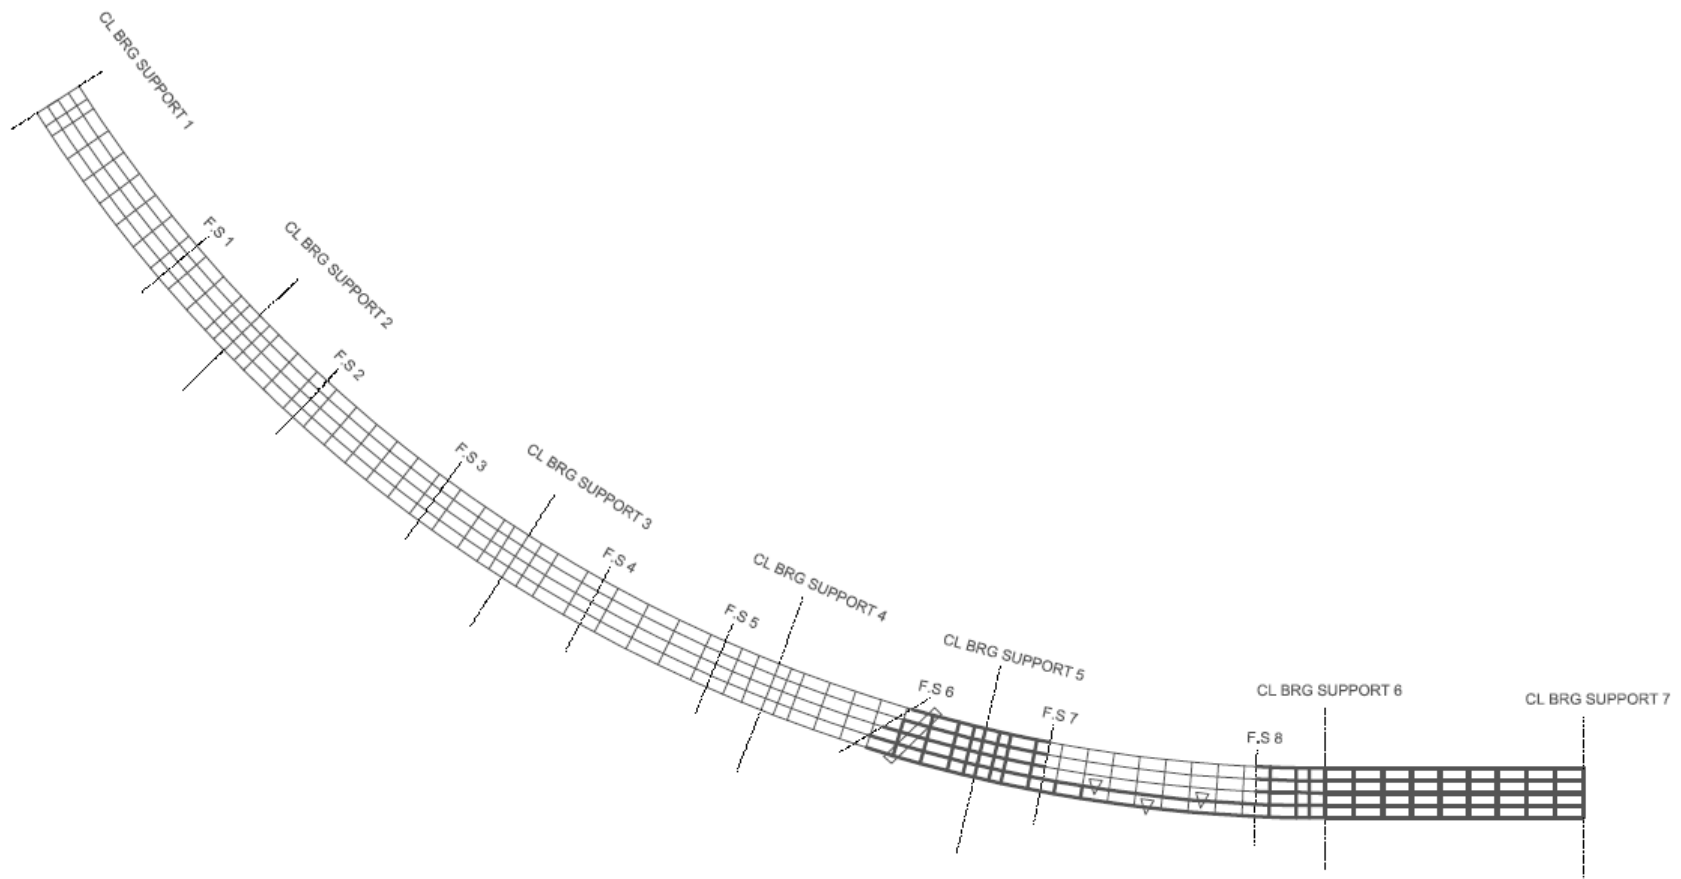 CL BRG SUPPORT 1
F.S 1
CL BRG SUPPORT 2
F.S 2
F.S 3
CL BRG SUPPORT 3
F.S 4
CL BRG SUPPORT 4
F.S 5
CL BRG SUPPORT 5
F.S 6
F.S 7
CL BRG SUPPORT 6
F.S 8
CL BRG SUPPORT 7